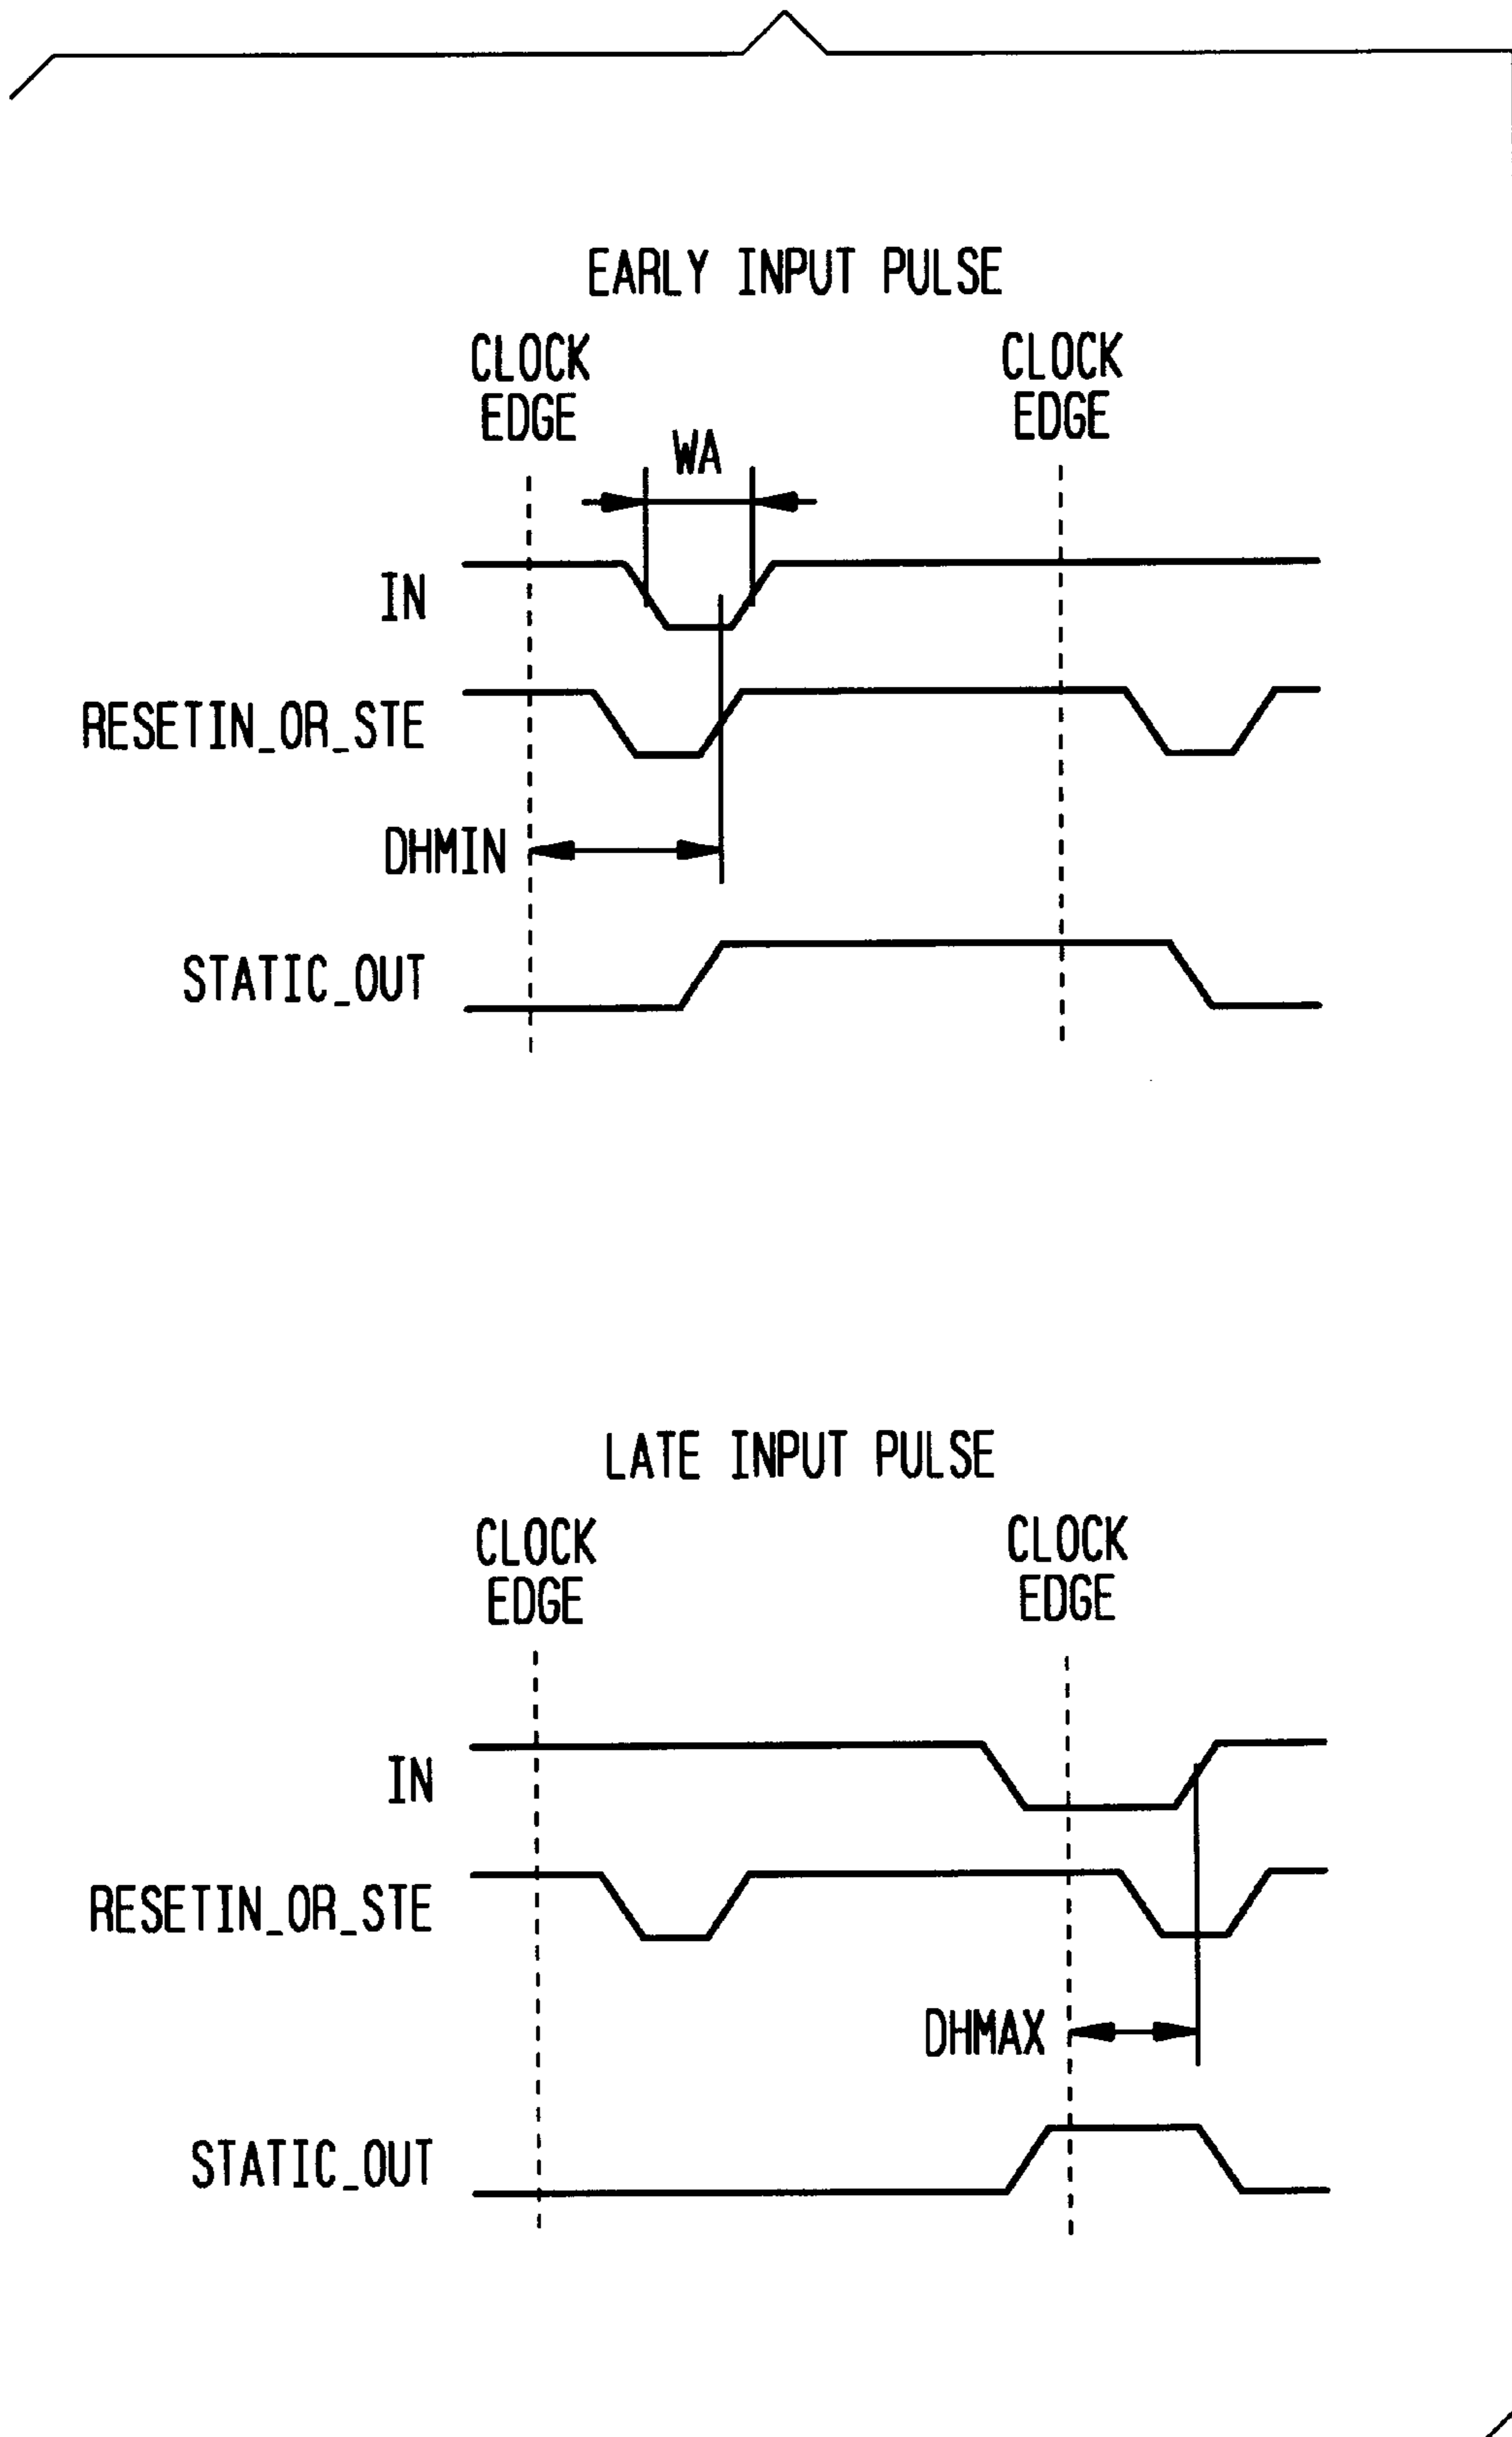 EARLY INPUT PULSE
CLOCK EDGE
CLOCK EDGE
WA
IN
RESETIN_OR_STE
DHMIN
STATIC_OUT
LATE INPUT PULSE
CLOCK EDGE
CLOCK EDGE
IN
RESETIN_OR_STE
DHMAX
STATIC_OUT